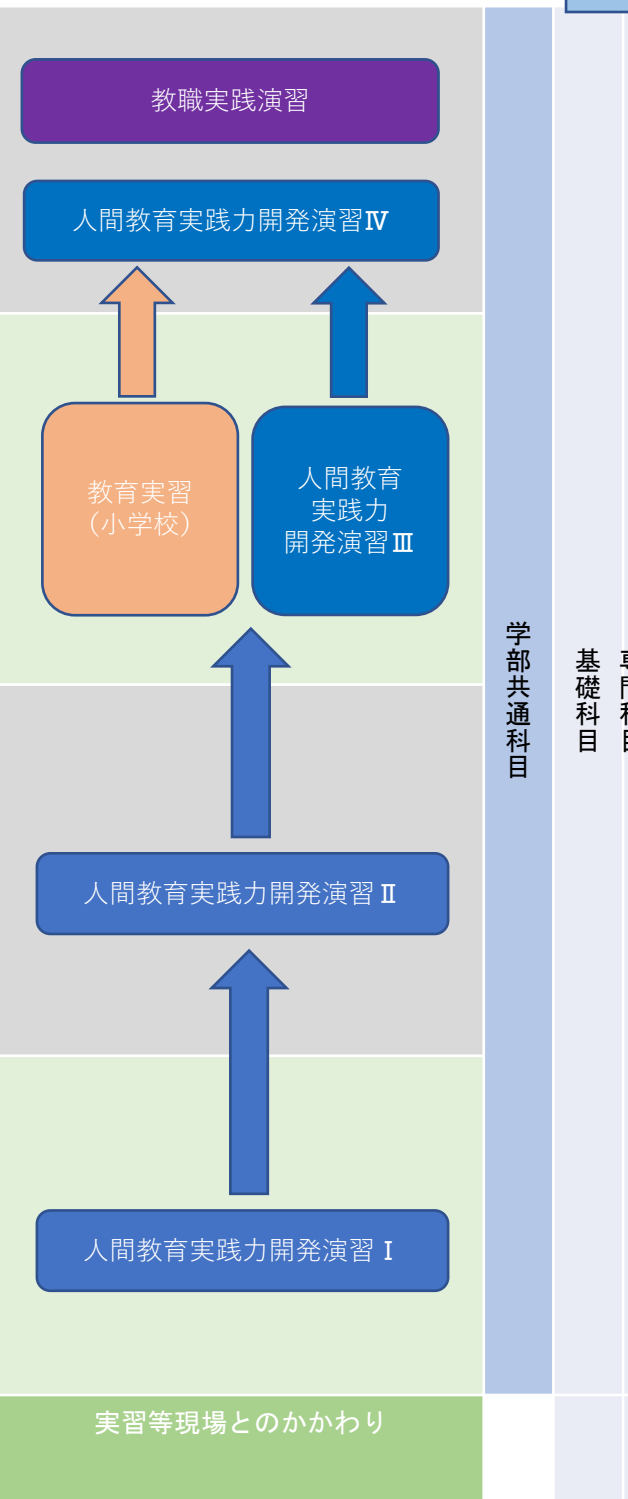 教職実践演習
人間教育実践力開発演習Ⅳ
教育実習
（小学校）
人間教育
実践力
開発演習Ⅲ
人間教育実践力開発演習Ⅱ
人間教育実践力開発演習Ⅰ
実習等現場とのかかわり
学部共通科目
基礎科目